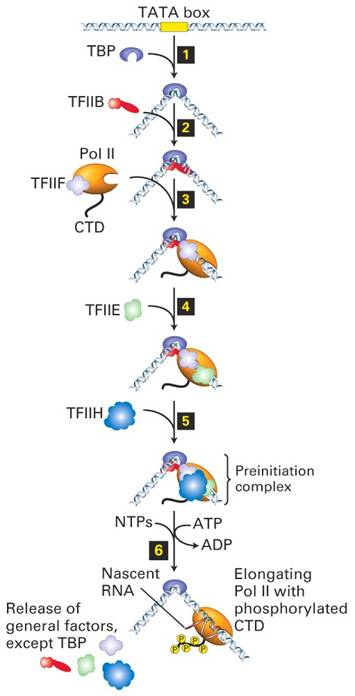 TATA box
TBP
1
TFIIB
2
Pol II
TFIIF
3
CTD
TFIIE
4
TFIIH
5
Preinitiation
complex
NTPs
ATP
ADP
6
Nascent
RNA
Elongating
Pol II with
phosphorylated
CTD
Release of
general factors,
except TBP
P
P
P
P
P
P